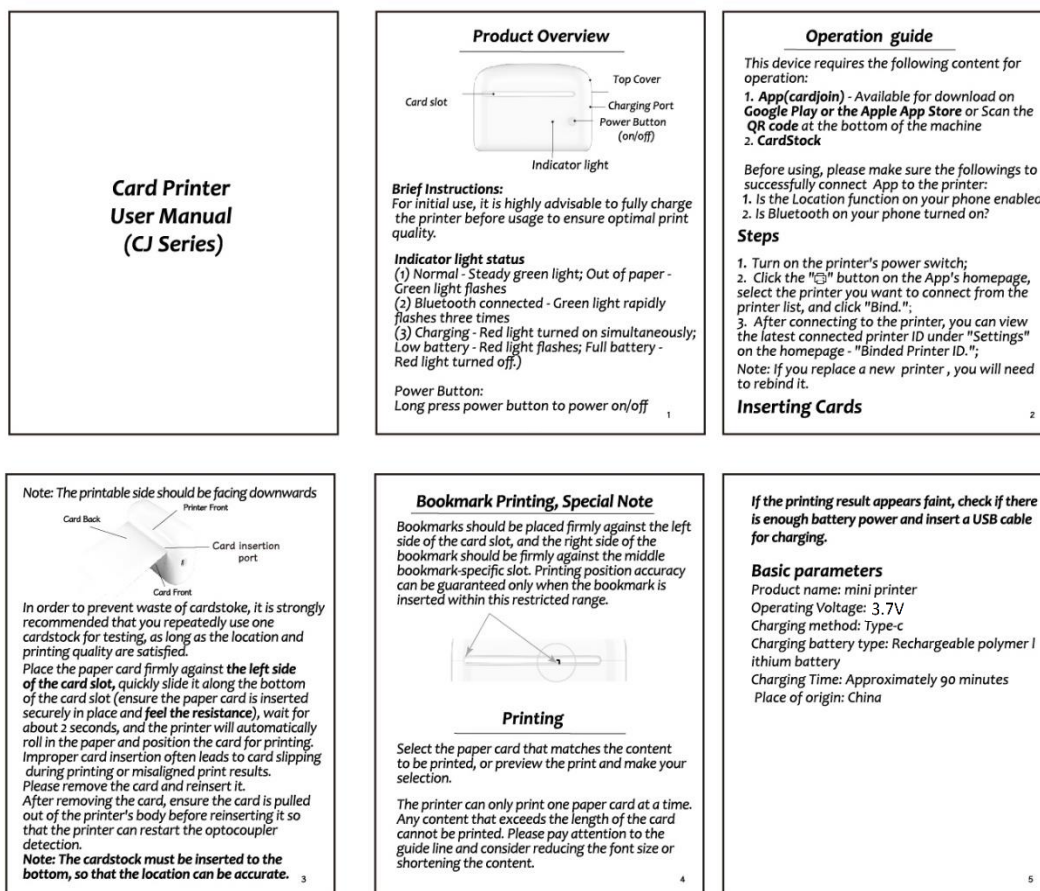 Card Printer
User Manual
(CJ Series)
Product Overview
Card slot
Top Cover
Charging Port
Power Button
(on/off)
Indicator light
Brief Instructions:
For initial use, it is highly advisable to fully charge
the printer before usage to ensure optimal print
quality.
Indicator light status
(1) Normal - Steady green light; Out of paper -
Green light flashes
(2) Bluetooth connected - Green light rapidly
flashes three times
(3) Charging - Red light turned on simultaneously;
Low battery - Red light flashes; Full battery -
Red light turned off.)
Power Button:
Long press power button to power on/off
1
Operation guide
This device requires the following content for
operation:
1. App(cardjoin) - Available for download on
Google Play or the Apple App Store or Scan the
QR code at the bottom of the machine
2. CardStock
Before using, please make sure the followings to
successfully connect App to the printer:
1. Is the Location function on your phone enabled
2. Is Bluetooth on your phone turned on?
Steps
1. Turn on the printer's power switch;
2. Click the "" button on the App's homepage,
select the printer you want to connect from the
printer list, and click "Bind.";
3. After connecting to the printer, you can view
the latest connected printer ID under "Settings"
on the homepage - "Binded Printer ID.";
Note: If you replace a new printer , you will need
to rebind it.
Inserting Cards
2
Note: The printable side should be facing downwards
Printer Front
Card Back
Card insertion
port
Card Front
In order to prevent waste of cardstoke, it is strongly
recommended that you repeatedly use one
cardstock for testing, as long as the location and
printing quality are satisfied.
Place the paper card firmly against the left side
of the card slot, quickly slide it along the bottom
of the card slot (ensure the paper card is inserted
securely in place and feel the resistance), wait for
about 2 seconds, and the printer will automatically
roll in the paper and position the card for printing.
Improper card insertion often leads to card slipping
during printing or misaligned print results.
Please remove the card and reinsert it.
After removing the card, ensure the card is pulled
out of the printer's body before reinserting it so
that the printer can restart the optocoupler
detection.
Note: The cardstock must be inserted to the
bottom, so that the location can be accurate.
3
Bookmark Printing, Special Note
Bookmarks should be placed firmly against the left
side of the card slot, and the right side of the
bookmark should be firmly against the middle
bookmark-specific slot. Printing position accuracy
can be guaranteed only when the bookmark is
inserted within this restricted range.
Printing
Select the paper card that matches the content
to be printed, or preview the print and make your
selection.
The printer can only print one paper card at a time.
Any content that exceeds the length of the card
cannot be printed. Please pay attention to the
guide line and consider reducing the font size or
shortening the content.
4
If the printing result appears faint, check if there
is enough battery power and insert a USB cable
for charging.
Basic parameters
Product name: mini printer
Operating Voltage: 3.7V
Charging method: Type-c
Charging battery type: Rechargeable polymer l
ithium battery
Charging Time: Approximately 90 minutes
Place of origin: China
5